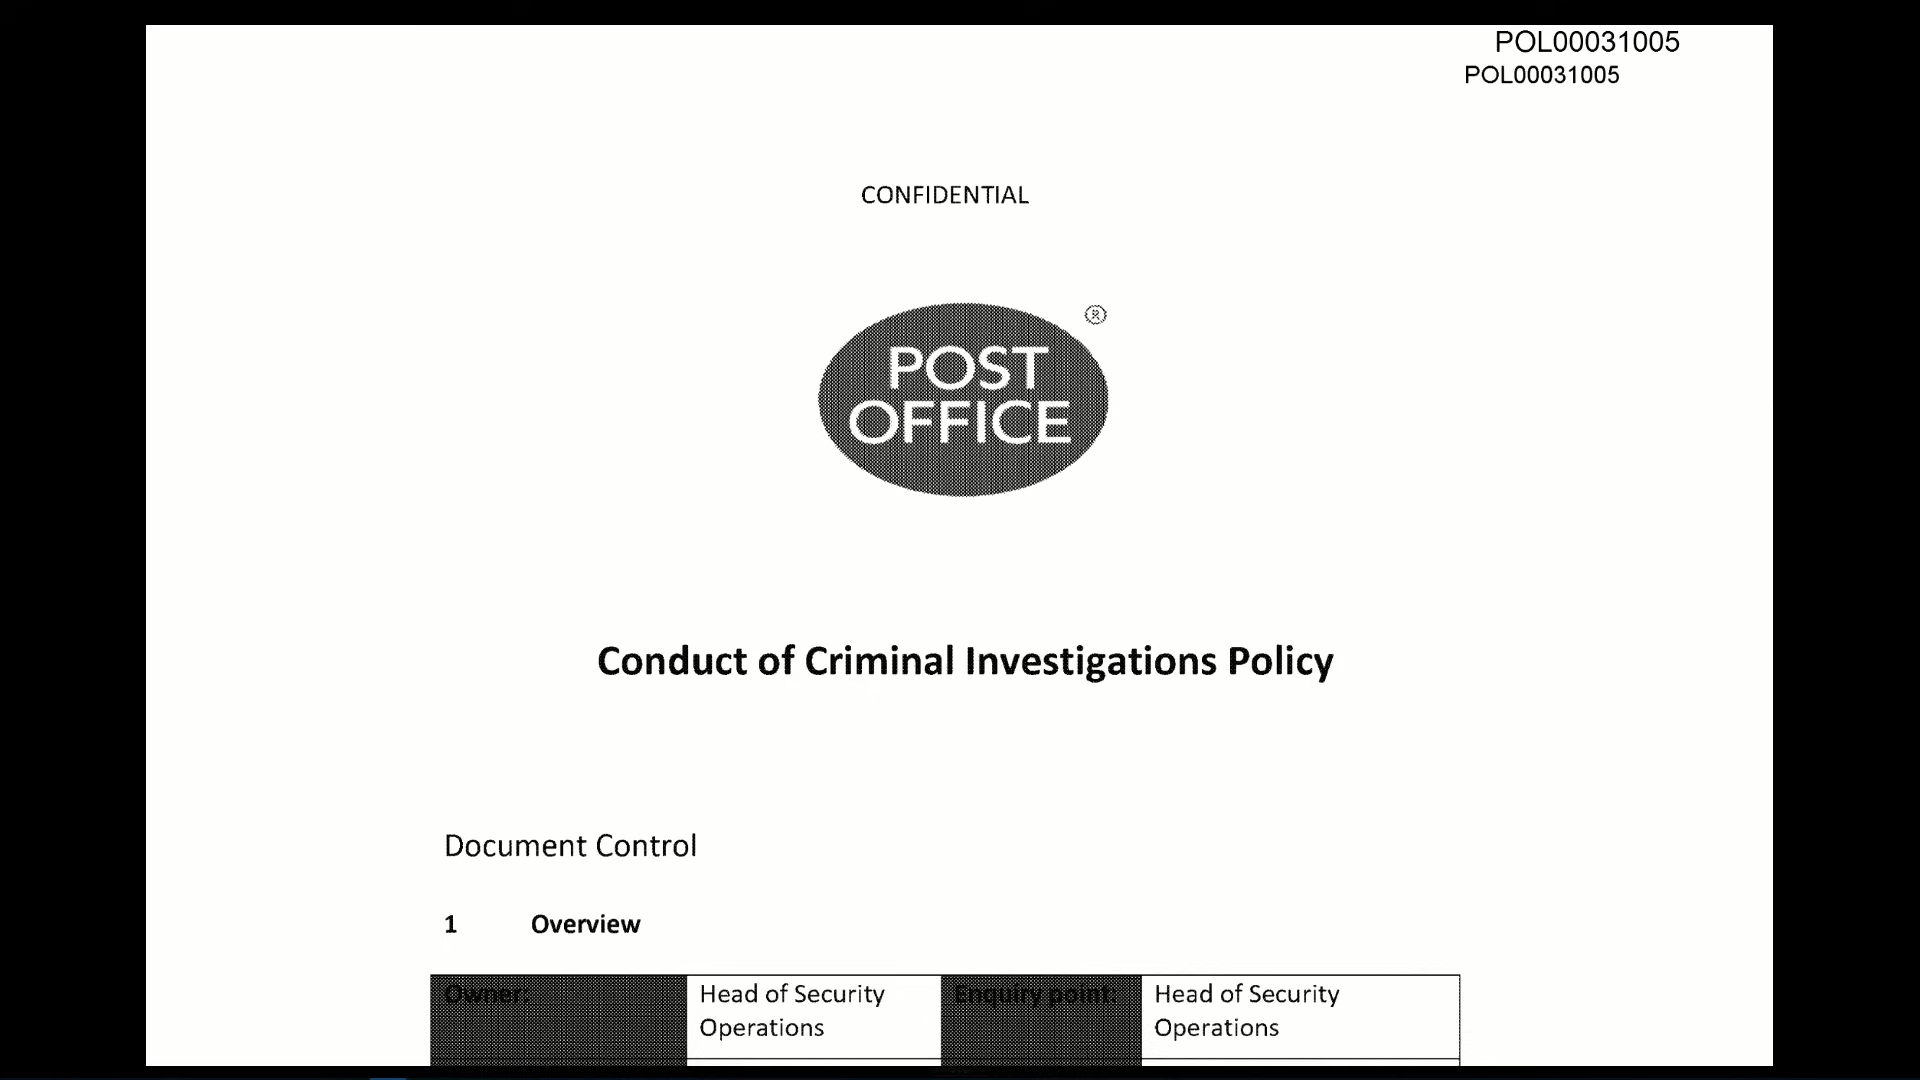 POL00031005
POL00031005
CONFIDENTIAL
®
POST
OFFICE
Conduct of Criminal Investigations Policy
Document Control
1 Overview
Owner: Head of Security Operations Enquiry point: Head of Security Operations